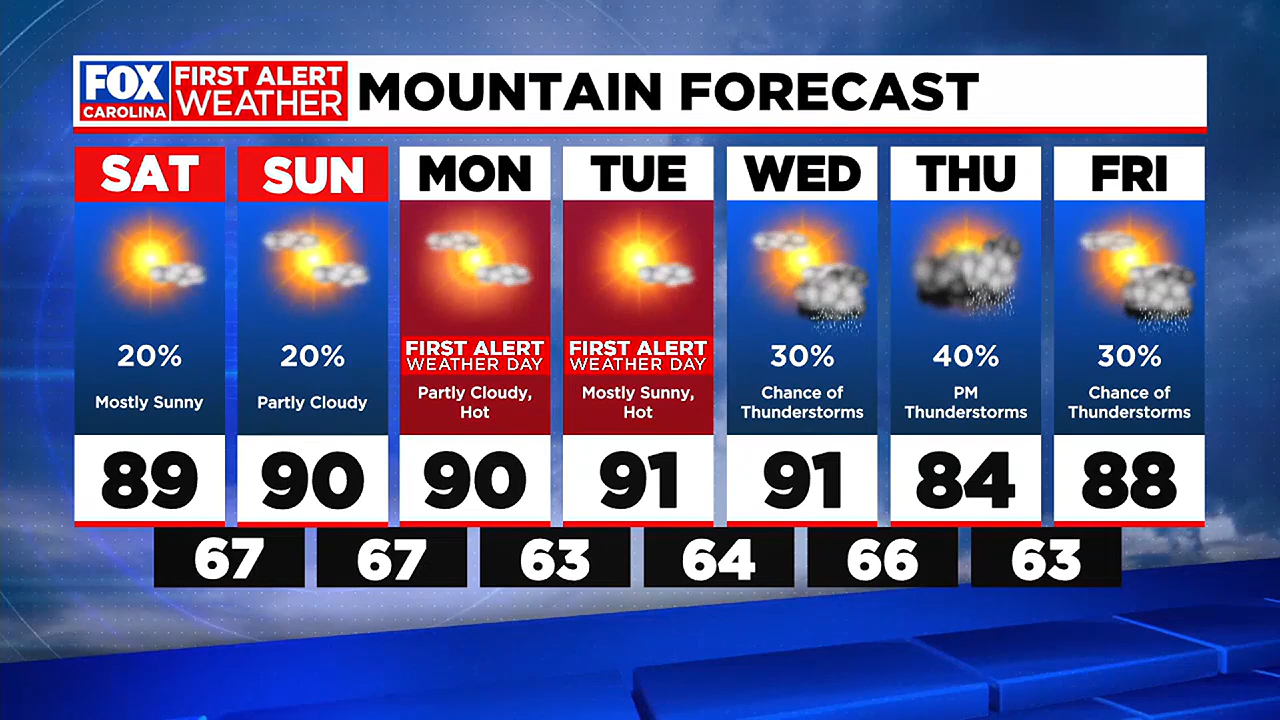 FOX
CAROLINA
FIRST ALERT
WEATHER
MOUNTAIN FORECAST
SAT
20%
Mostly Sunny
89
SUN
20%
Partly Cloudy
90
MON
FIRST ALERT
WEATHER DAY
Partly Cloudy,
Hot
90
TUE
FIRST ALERT
WEATHER DAY
Mostly Sunny,
Hot
91
WED
30%
Chance of
Thunderstorms
91
THU
40%
PM
Thunderstorms
84
FRI
30%
Chance of
Thunderstorms
88
67
67
63
64
66
63